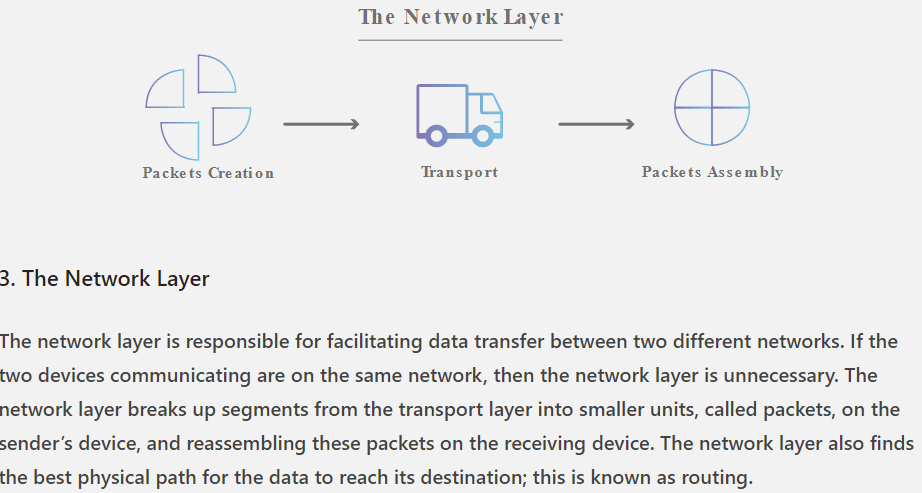 The Network Layer
Packets Creation
Transport
Packets Assembly
3. The Network Layer
The network layer is responsible for facilitating data transfer between two different networks. If the
two devices communicating are on the same network, then the network layer is unnecessary. The
network layer breaks up segments from the transport layer into smaller units, called packets, on the
sender’s device, and reassembling these packets on the receiving device. The network layer also finds
the best physical path for the data to reach its destination; this is known as routing.